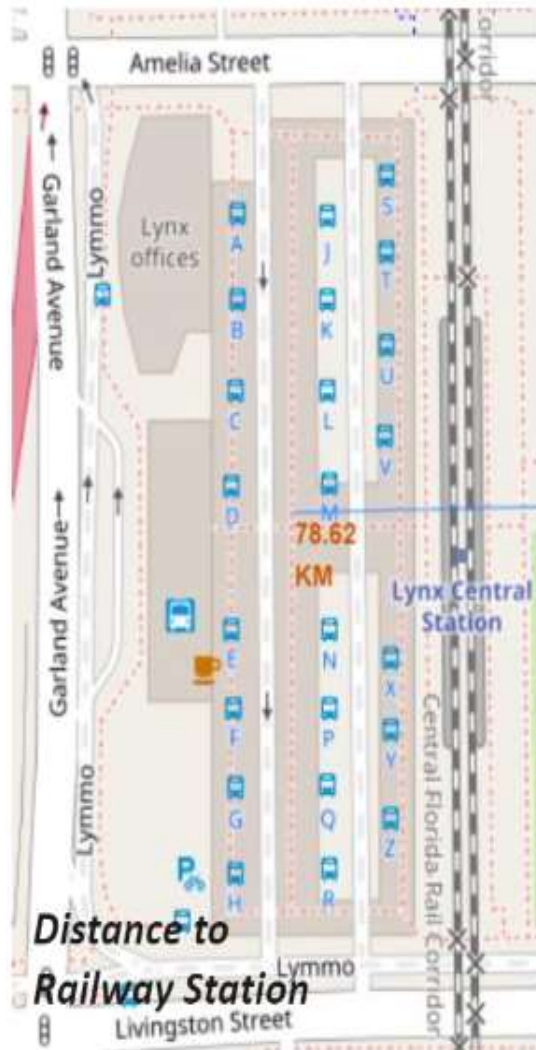 Corridor
Amelia Street
Garland Avenue
Lymmo
Lynx
offices
A
B
C
D
E
F
G
H
J
K
L
M
N
P
Q
R
S
T
U
V
X
Y
Z
78.62
KM
Lynx Central
Station
Garland Avenue
Lymmo
Central Florida Rail Corridor
P
Distance to
Railway Station
Lymmo
Livingston Street